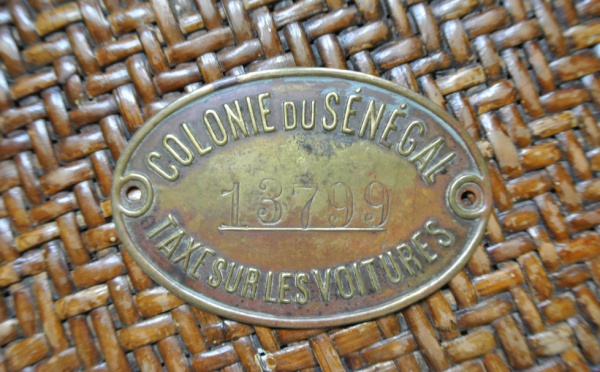 COLONIE DU SÉNÉGAL
13799
TAXE SUR LES VOITURES